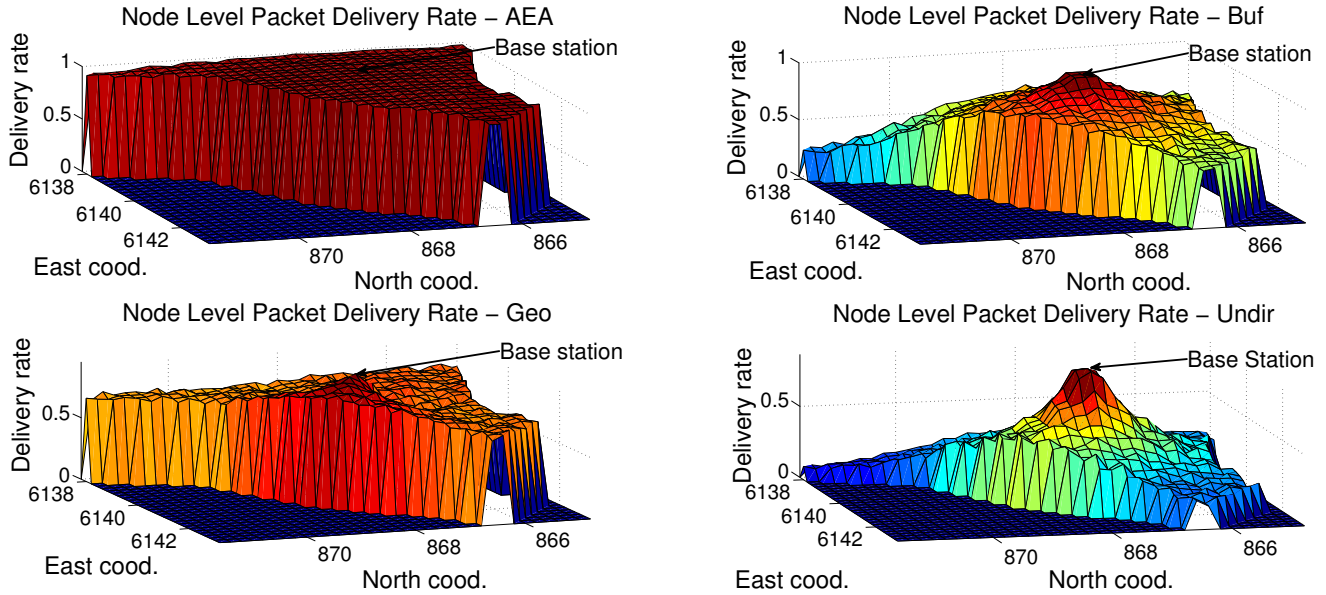 Node Level Packet Delivery Rate − AEA
Base station
Delivery rate
1
0.5
0
6138
6140
6142
East cood.
870
868
866
North cood.
Node Level Packet Delivery Rate − Buf
Base station
Delivery rate
1
0.5
0
6138
6140
6142
East cood.
870
868
866
North cood.
Node Level Packet Delivery Rate − Geo
Base station
Delivery rate
0.5
0
6138
6140
6142
East cood.
870
868
866
North cood.
Node Level Packet Delivery Rate − Undir
Base Station
Delivery rate
0.5
0
6138
6140
6142
East cood.
870
868
866
North cood.